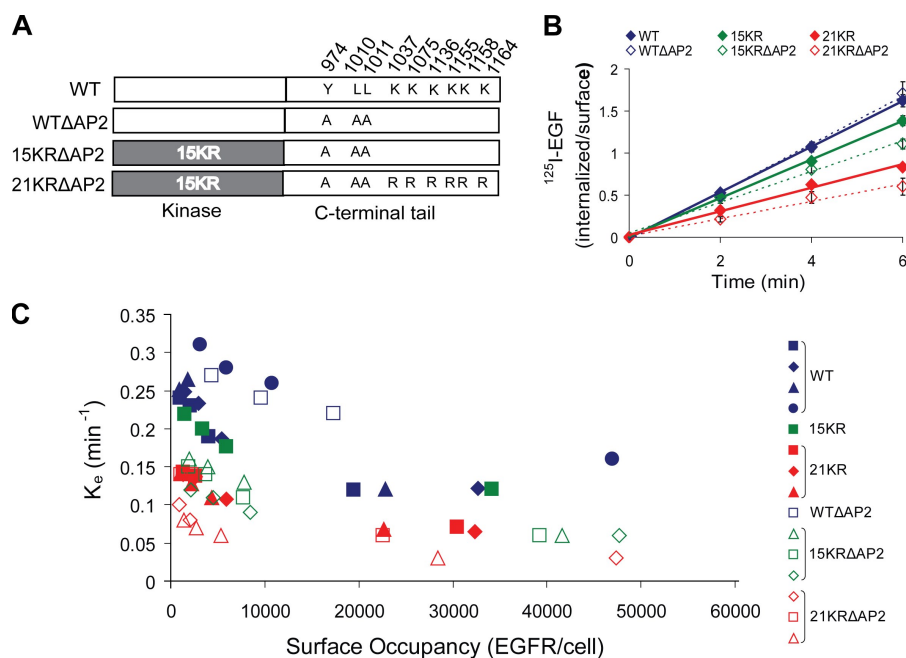 A
974 1010 1011 1037 1075 1136 1155 1158 1164
WT Y LL K K K KK K
WTΔAP2 A AA
15KRΔAP2 15KR A AA
21KRΔAP2 15KR A AA R R R RR R
Kinase C-terminal tail
B
WT 15KR 21KR
WTΔAP2 15KRΔAP2 21KRΔAP2
¹²⁵I-EGF
(internalized/surface)
2
1.5
1
0.5
0
0 2 4 6
Time (min)
C
Ke (min⁻¹)
0.35
0.3
0.25
0.2
0.15
0.1
0.05
0
0 10000 20000 30000 40000 50000 60000
Surface Occupancy (EGFR/cell)
WT
15KR
21KR
WTΔAP2
15KRΔAP2
21KRΔAP2